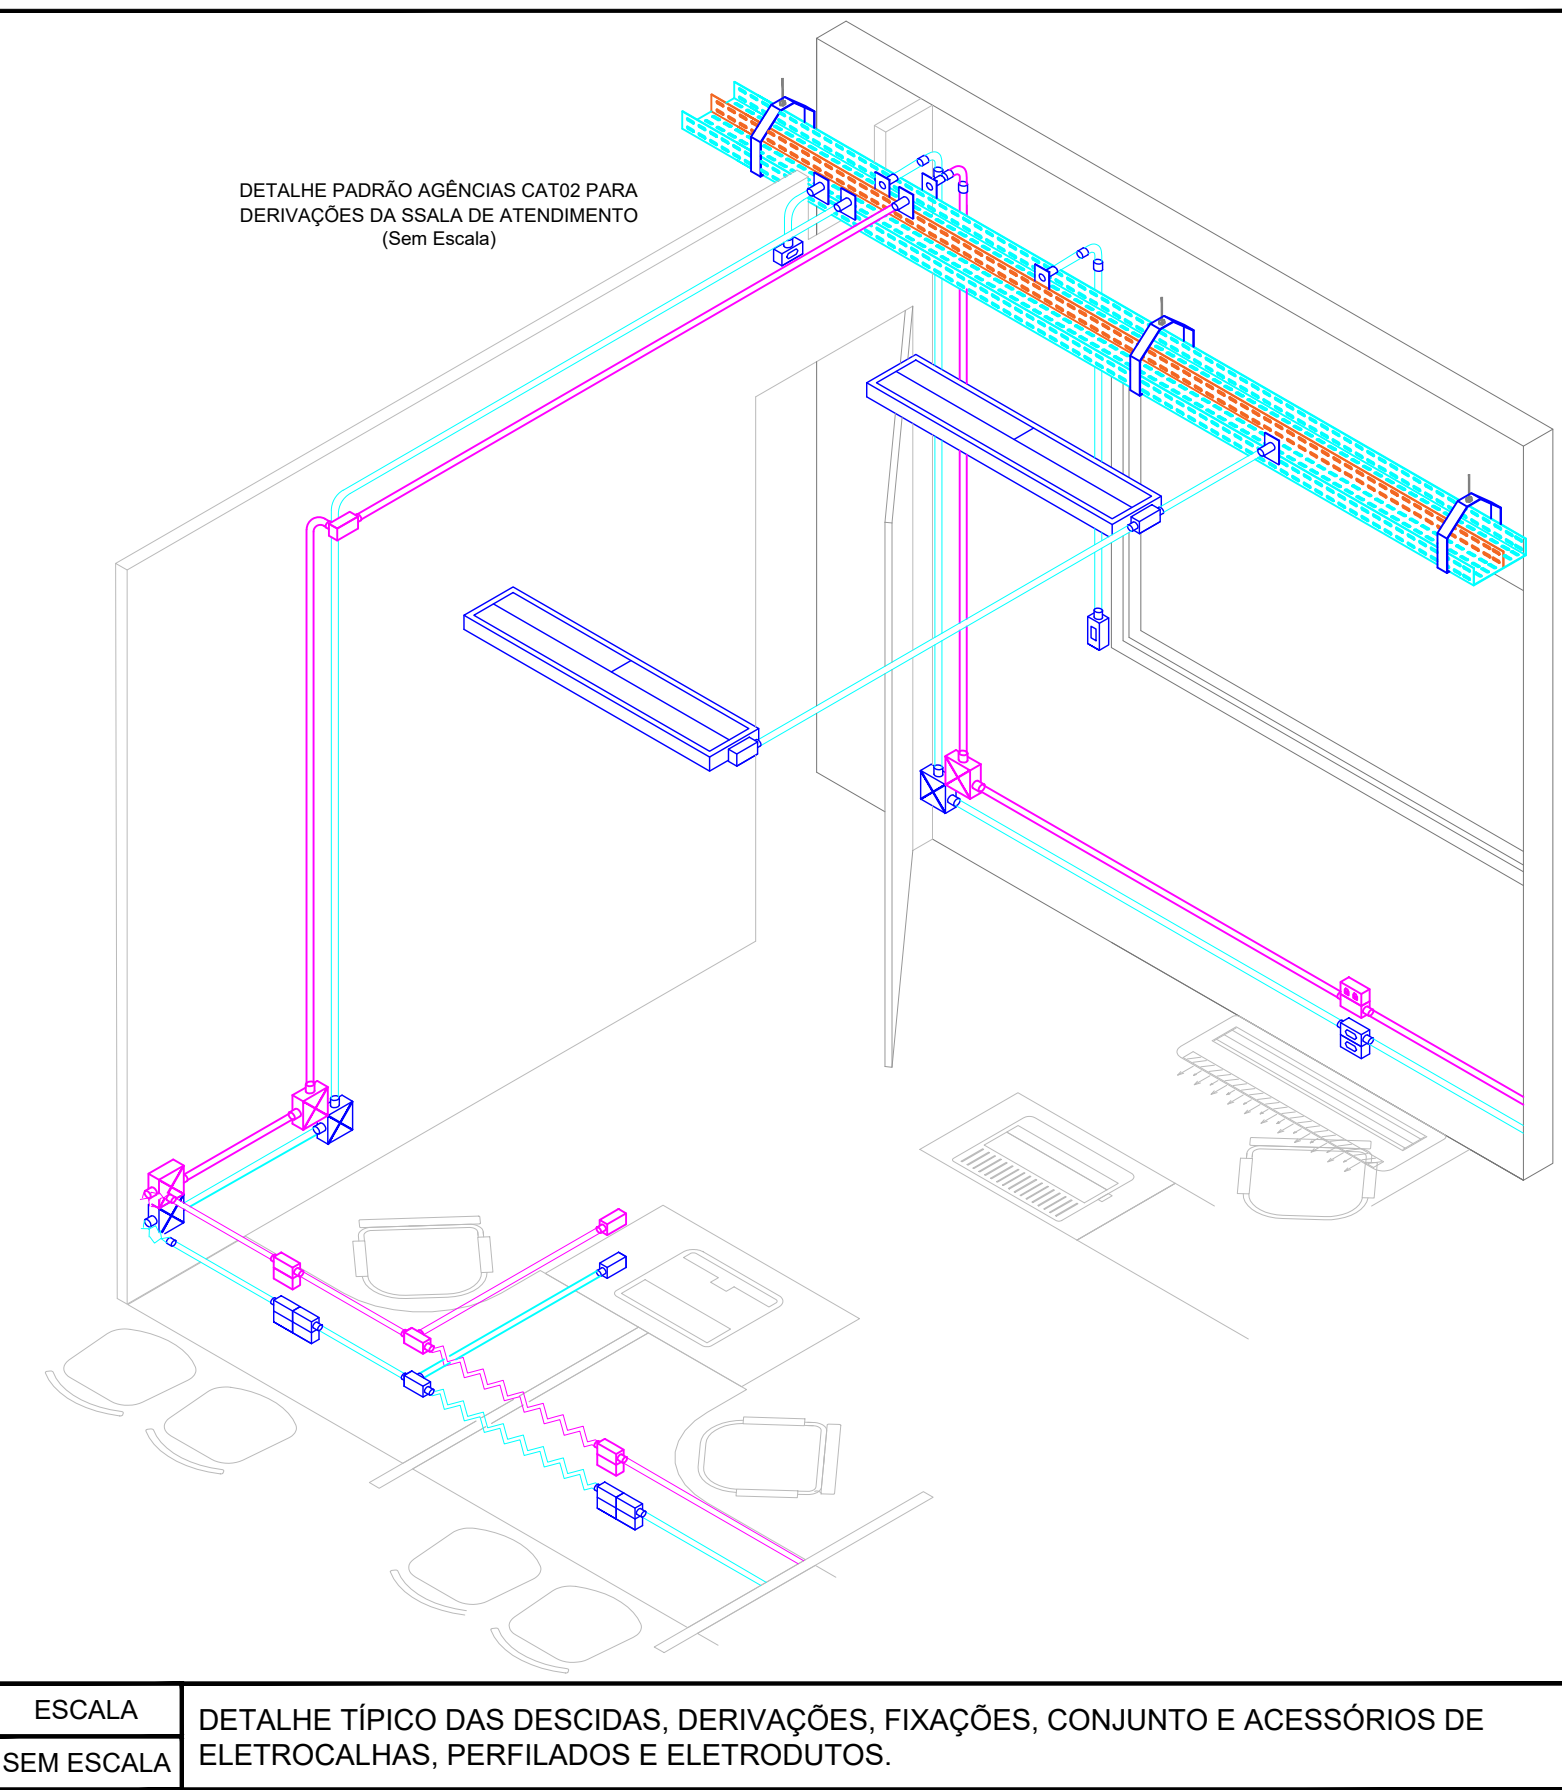 DETALHE PADRÃO AGÊNCIAS CAT02 PARA
DERIVAÇÕES DA SSALA DE ATENDIMENTO
(Sem Escala)
ESCALA
SEM ESCALA
DETALHE TÍPICO DAS DESCIDAS, DERIVAÇÕES, FIXAÇÕES, CONJUNTO E ACESSÓRIOS DE
ELETROCALHAS, PERFILADOS E ELETRODUTOS.